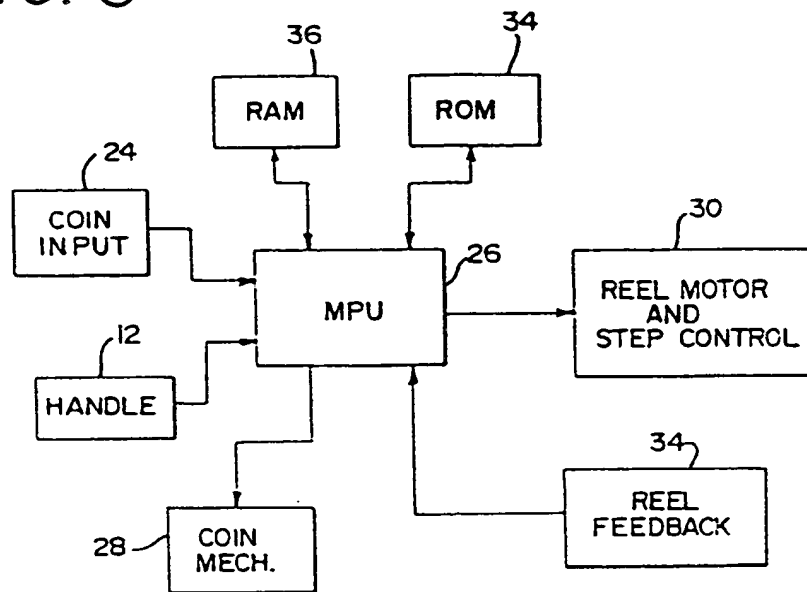 36
RAM
34
ROM
24
COIN
INPUT
26
MPU
30
REEL MOTOR
AND
STEP CONTROL
12
HANDLE
34
REEL
FEEDBACK
28
COIN
MECH.